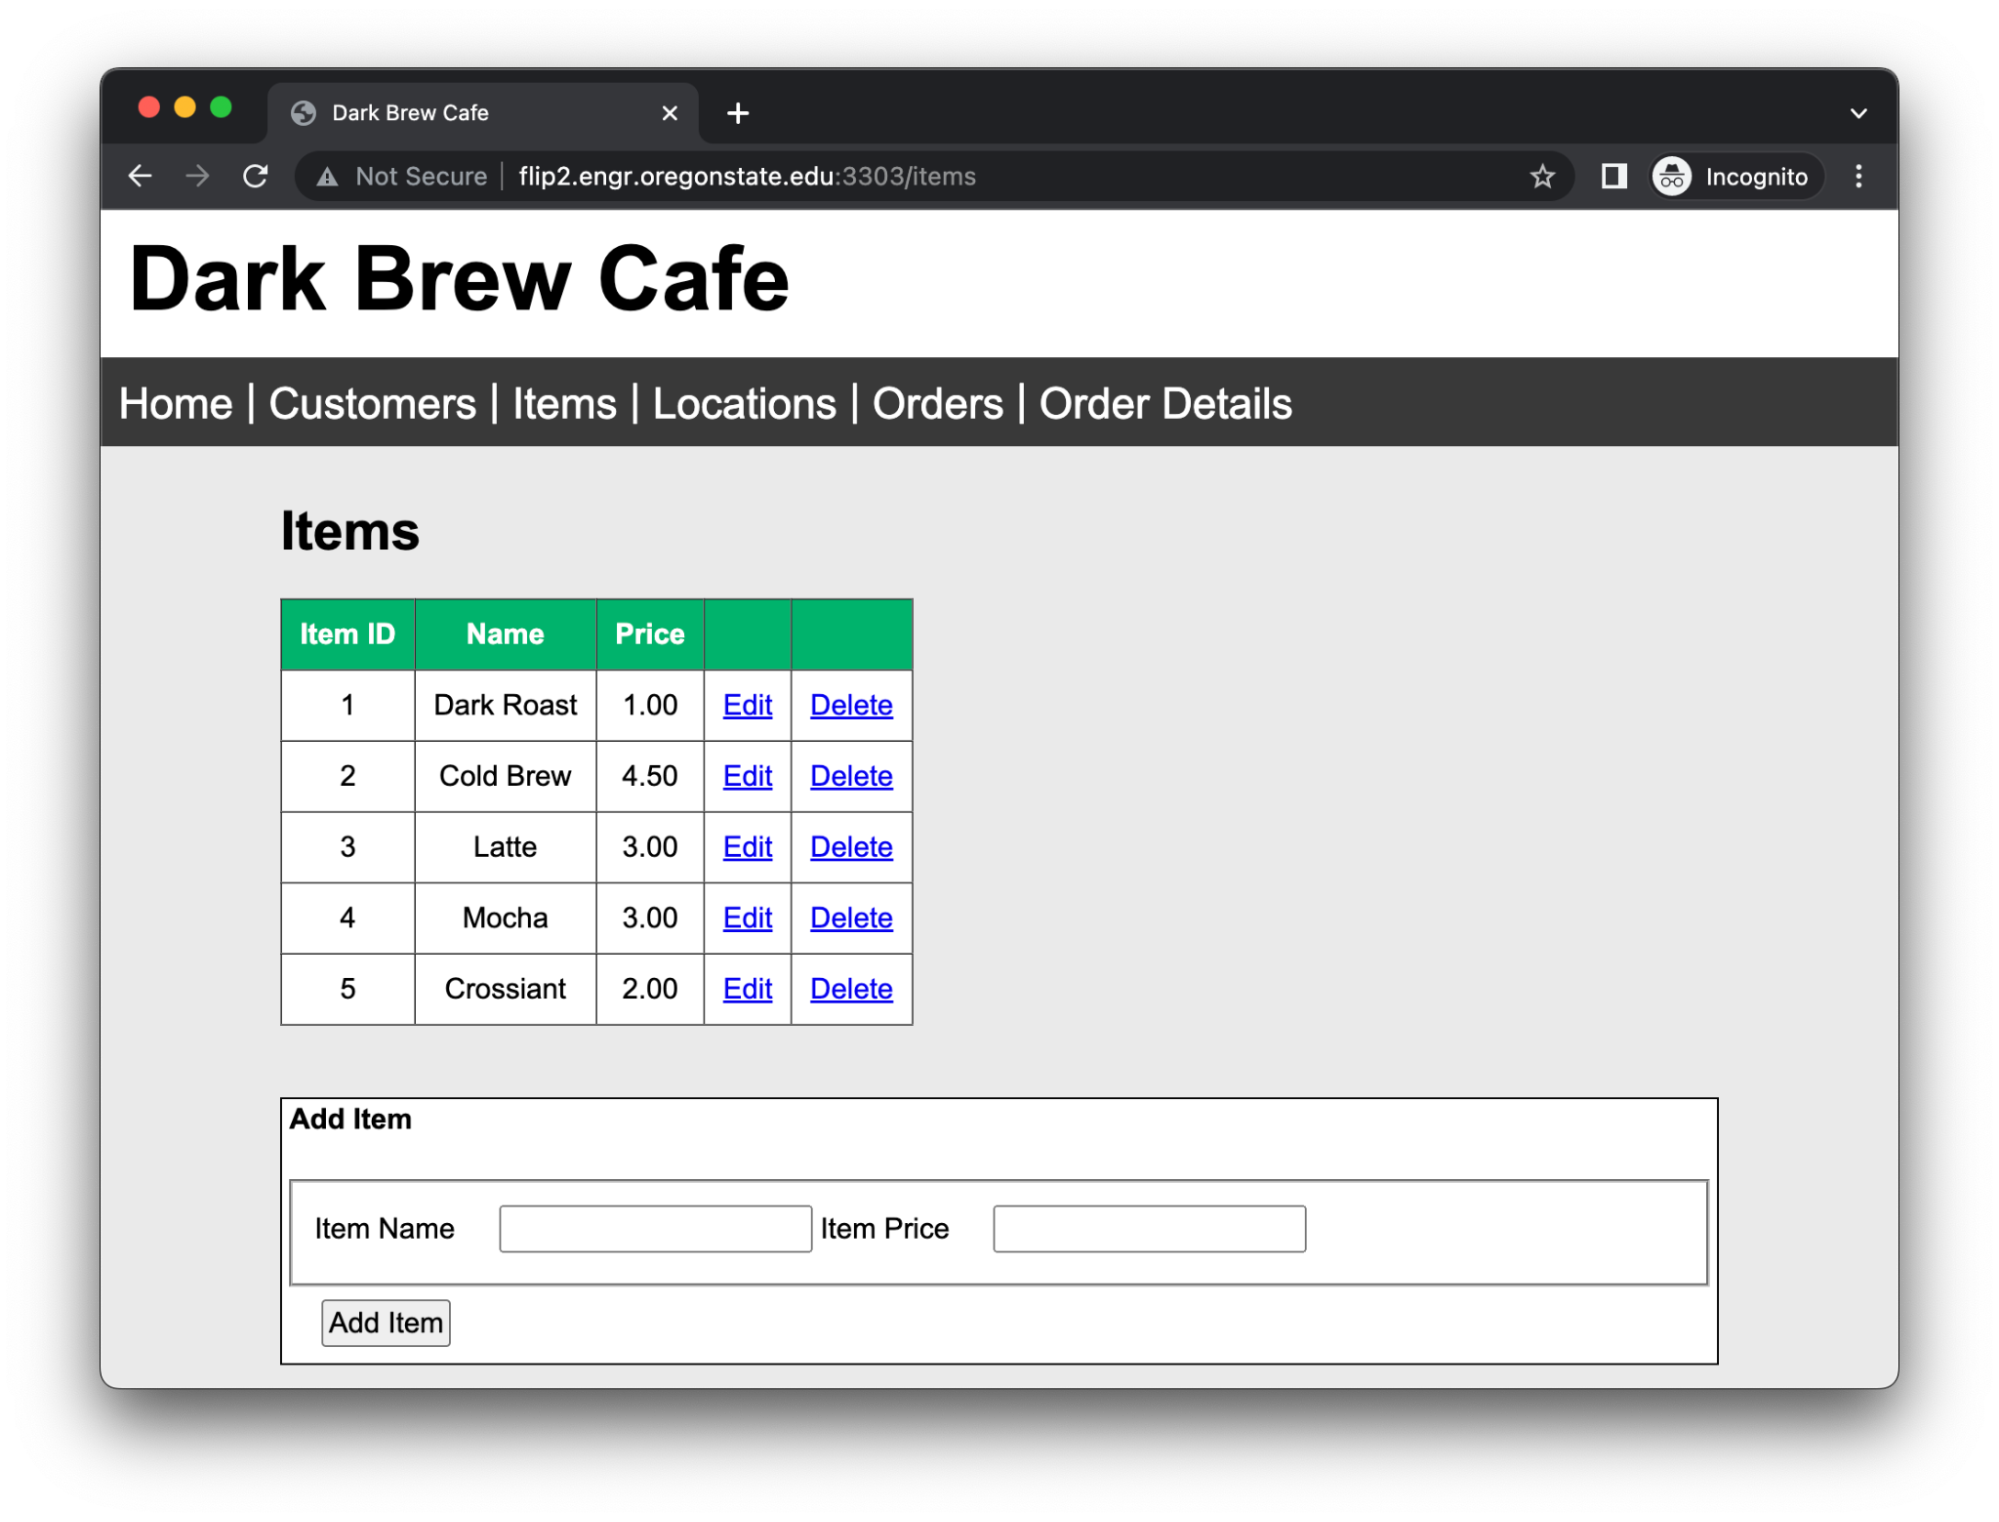 Dark Brew Cafe
Not Secure | flip2.engr.oregonstate.edu:3303/items Incognito
Dark Brew Cafe
Home | Customers | Items | Locations | Orders | Order Details
Items
Item ID Name Price
1 Dark Roast 1.00 Edit Delete
2 Cold Brew 4.50 Edit Delete
3 Latte 3.00 Edit Delete
4 Mocha 3.00 Edit Delete
5 Crossiant 2.00 Edit Delete
Add Item
Item Name Item Price
Add Item